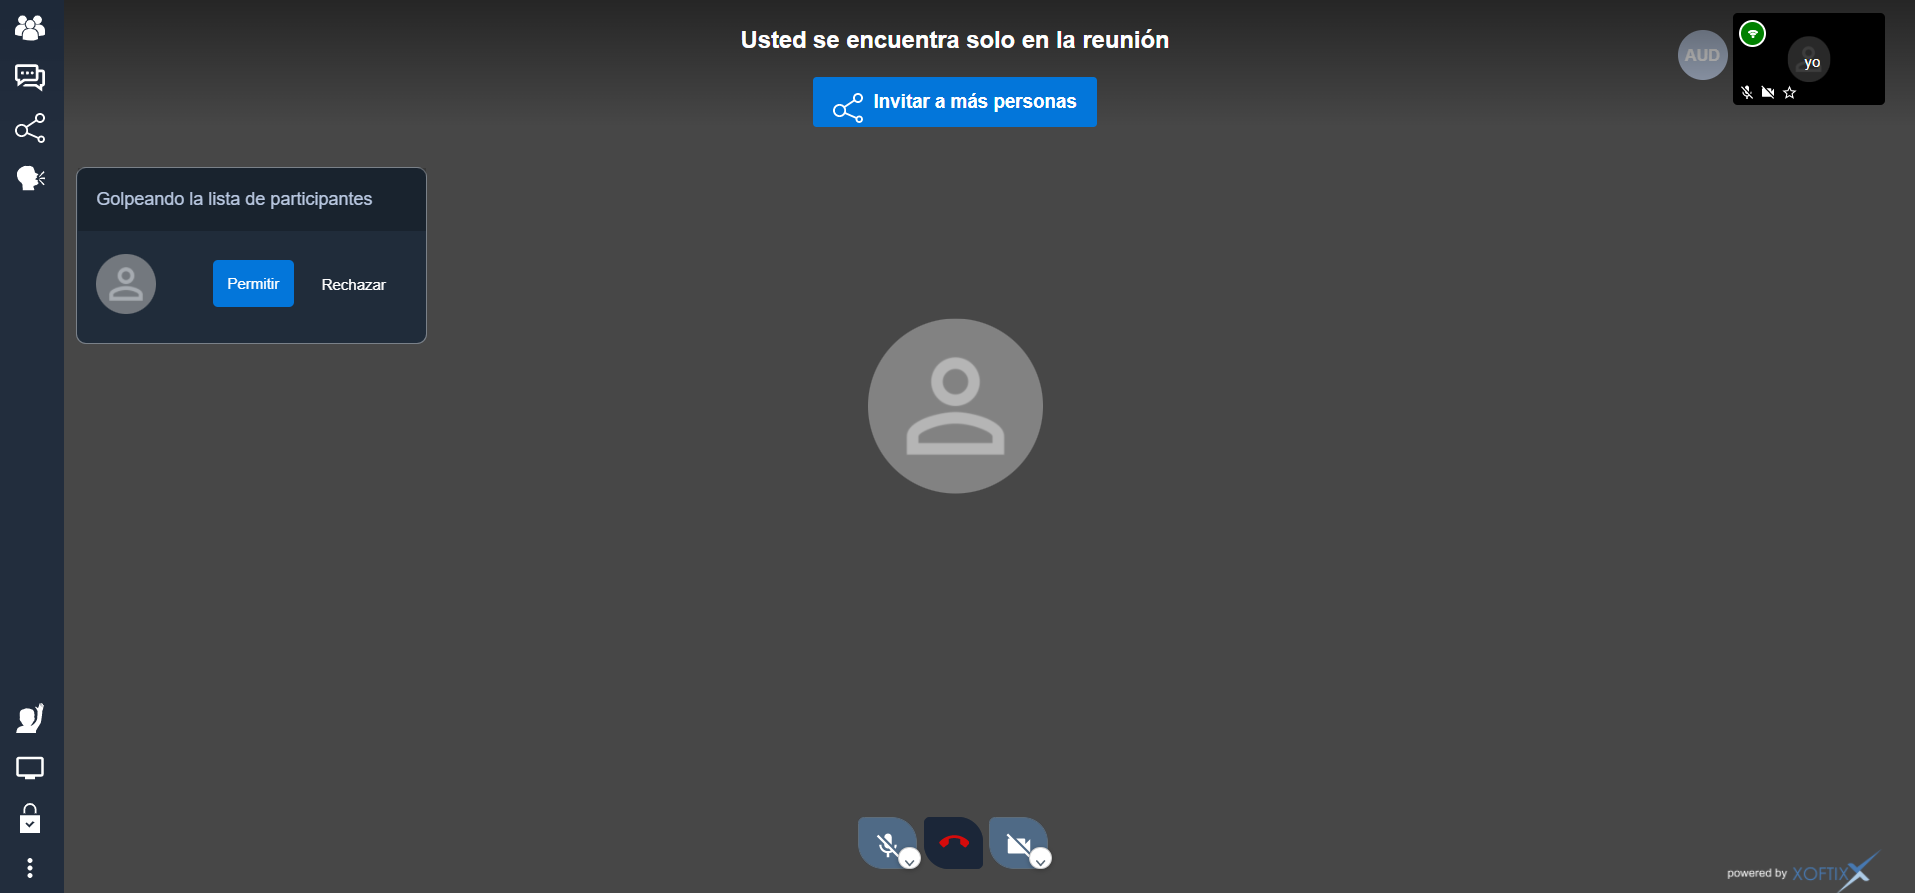 Usted se encuentra solo en la reunión
Invitar a más personas
AUD
yo
Golpeando la lista de participantes
Permitir
Rechazar
powered by XOFTIX